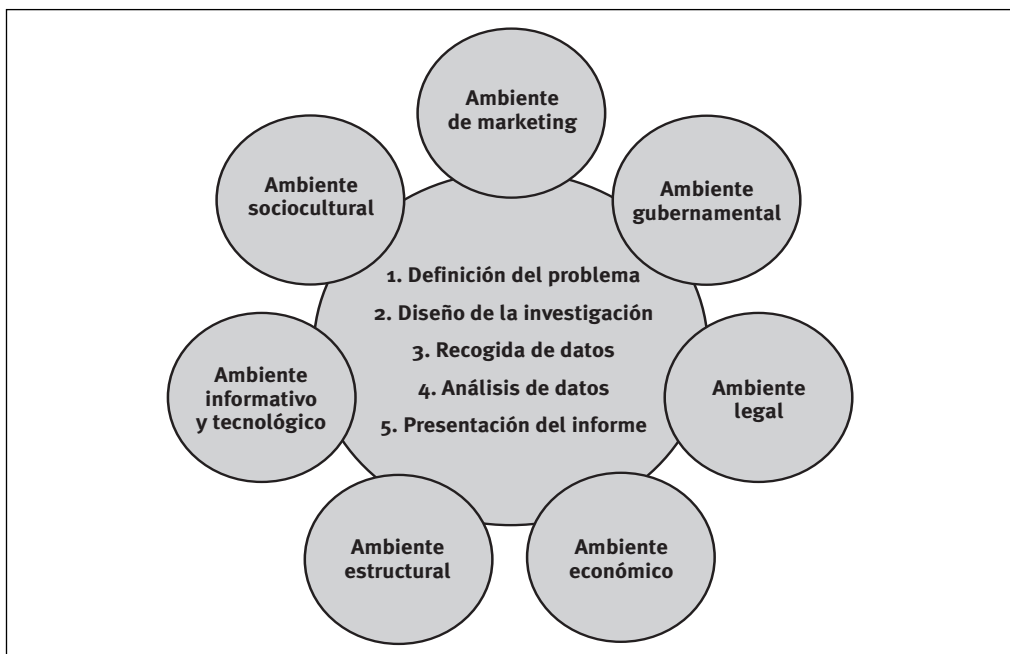 Ambiente
de marketing
Ambiente
gubernamental
Ambiente
legal
Ambiente
económico
Ambiente
estructural
Ambiente
informativo
y tecnológico
Ambiente
sociocultural
1. Definición del problema
2. Diseño de la investigación
3. Recogida de datos
4. Análisis de datos
5. Presentación del informe